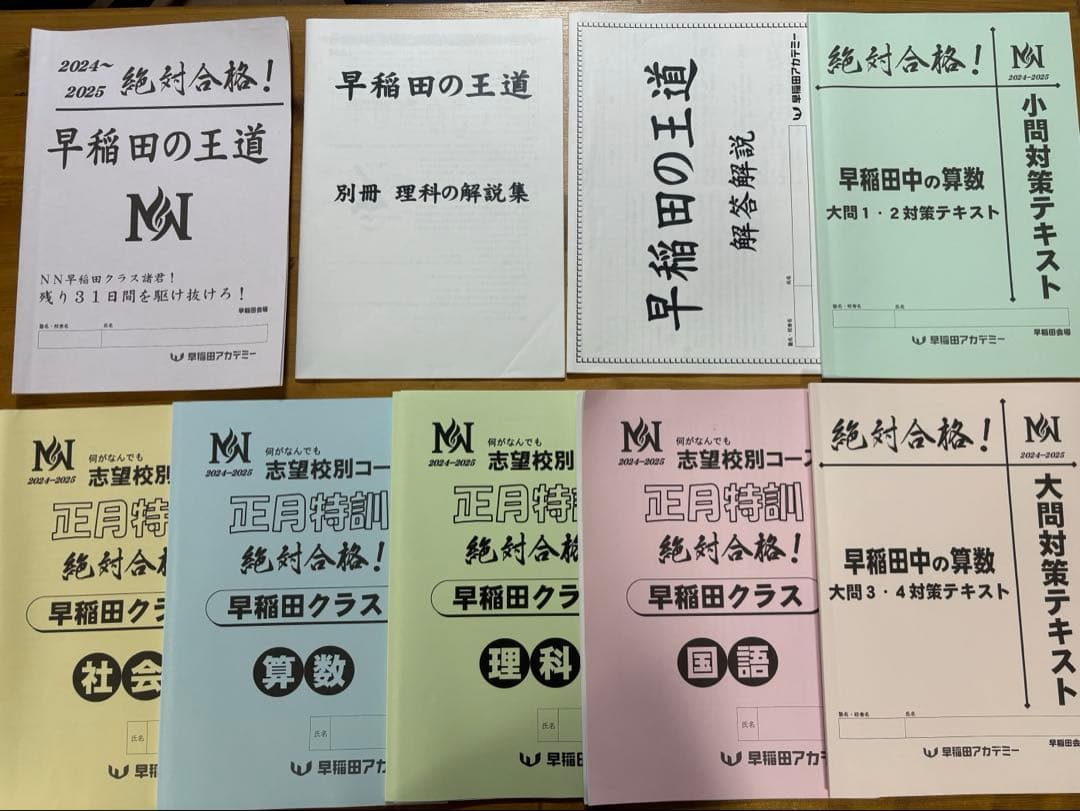 2024～
2025 絶対合格！
早稲田の王道
NN
NN早稲田クラス諸君！
残り31日間を駆け抜けろ！
早稲田会場
氏名
早稲田アカデミー
早稲田の王道
別冊 理科の解説集
早稲田の王道
解答解説
早稲田アカデミー
氏名
絶対合格！
NN
2024-2025
早稲田中の算数
大問1・2対策テキスト
小問対策テキスト
氏名
早稲田会場
早稲田アカデミー
NN
2024-2025
何がなんでも
志望校別
正月特
絶対合格
早稲田ク
社会
氏名
早稲
NN
2024-2025
何がなんでも
志望校別コー
正月特訓
絶対合格！
早稲田クラス
算数
氏名
早稲田アカ
NN
2024-2025
何がなんでも
志望校別
正月特
絶対合格
早稲田クラ
理科
氏名
早稲田
NN
2024-2025
何がなんでも
志望校別コース
正月特訓
絶対合格！
早稲田クラス
国語
氏名
早稲田アカデ
絶対合格！
NN
2024-2025
早稲田中の算数
大問3・4対策テキスト
大問対策テキスト
氏名
早稲田会
早稲田アカデミー